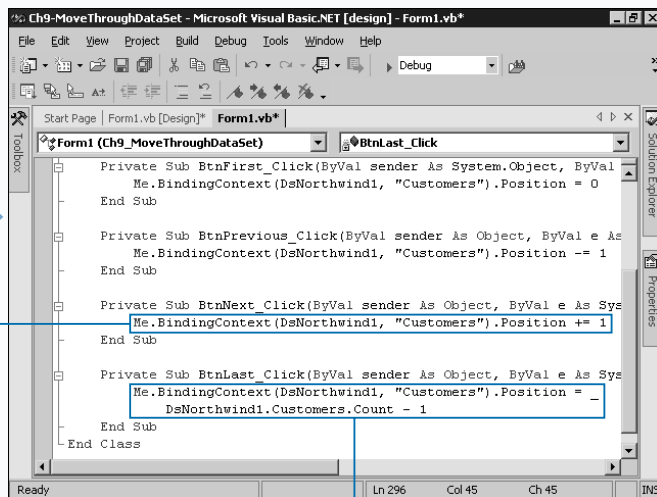 Ch9-MoveThroughDataSet - Microsoft Visual Basic.NET [design] - Form1.vb*
File Edit View Project Build Debug Tools Window Help
Debug
Start Page Form1.vb [Design]* Form1.vb*
Toolbox
Form1 (Ch9_MoveThroughDataSet) BtnLast_Click
Solution Explorer
Properties
Private Sub BtnFirst_Click(ByVal sender As System.Object, ByVal
Me.BindingContext(DsNorthwind1, "Customers").Position = 0
End Sub
Private Sub BtnPrevious_Click(ByVal sender As Object, ByVal e As
Me.BindingContext(DsNorthwind1, "Customers").Position -= 1
End Sub
Private Sub BtnNext_Click(ByVal sender As Object, ByVal e As Sys
Me.BindingContext(DsNorthwind1, "Customers").Position += 1
End Sub
Private Sub BtnLast_Click(ByVal sender As Object, ByVal e As Sys
Me.BindingContext(DsNorthwind1, "Customers").Position = _
DsNorthwind1.Customers.Count - 1
End Sub
End Class
Ready Ln 296 Col 45 Ch 45 INS